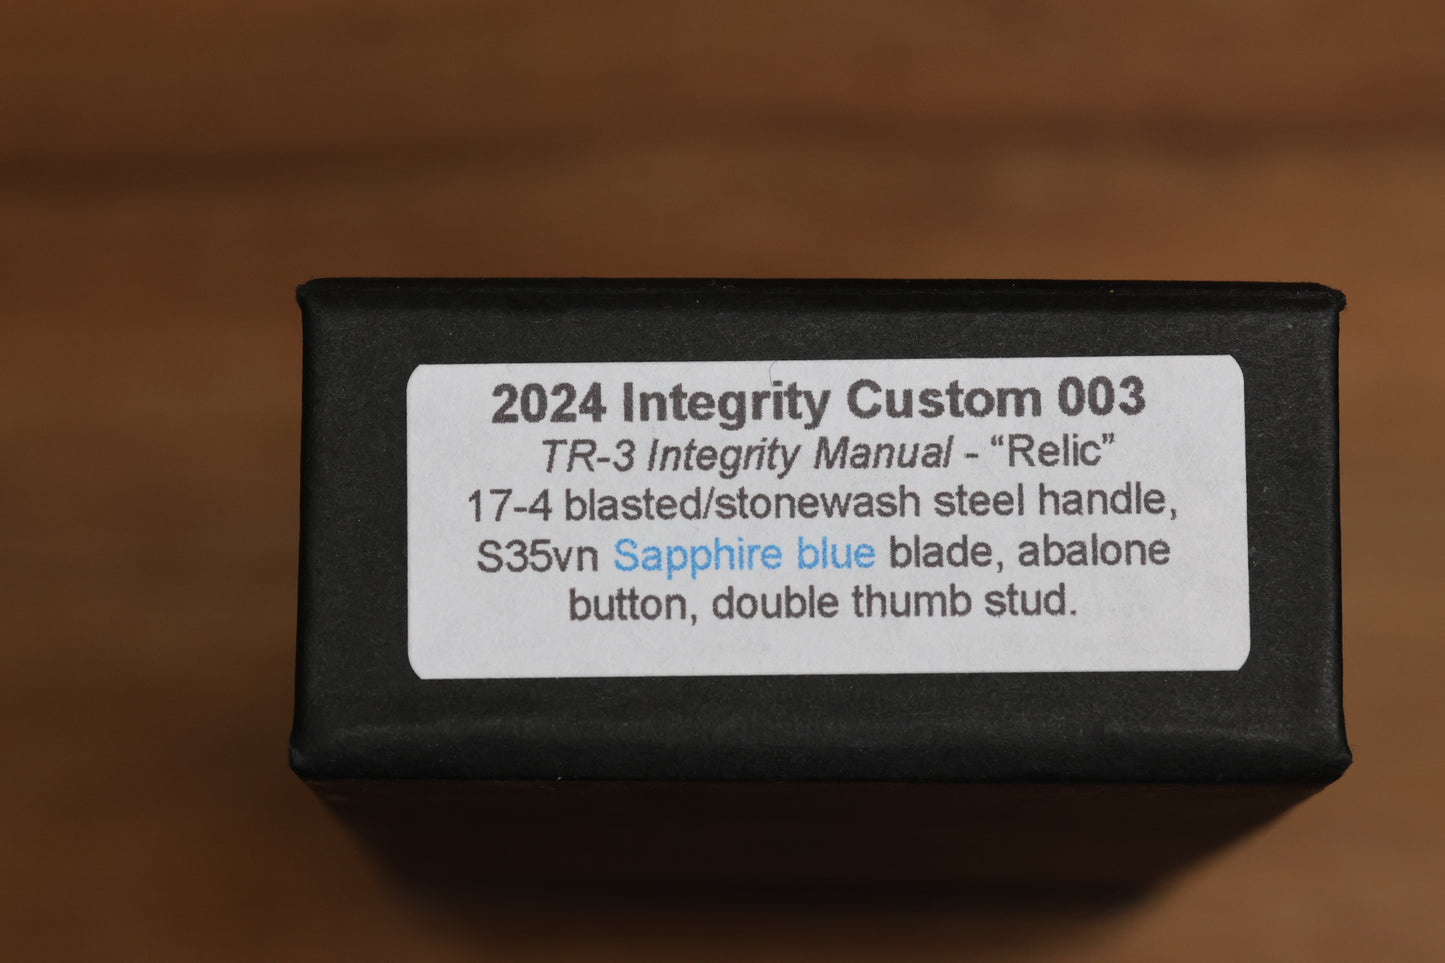 2024 Integrity Custom 003
TR-3 Integrity Manual - “Relic”
17-4 blasted/stonewash steel handle,
S35vn Sapphire blue blade, abalone
button, double thumb stud.